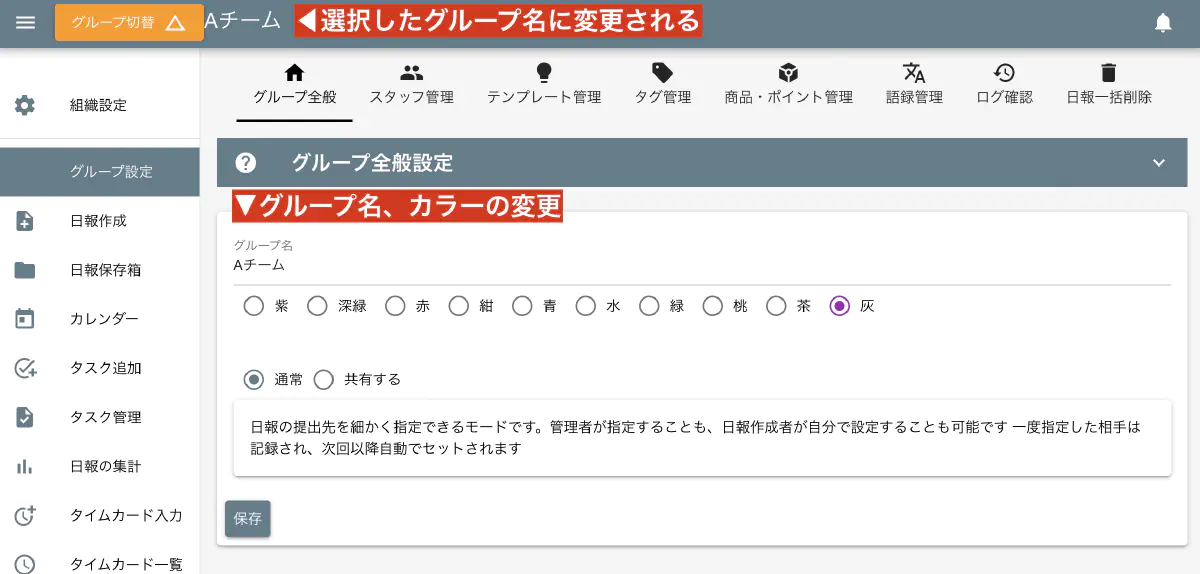 グループ切替
Aチーム
◀選択したグループ名に変更される
組織設定
グループ設定
日報作成
日報保存箱
カレンダー
タスク追加
タスク管理
日報の集計
タイムカード入力
タイムカード一覧
グループ全般
スタッフ管理
テンプレート管理
タグ管理
商品・ポイント管理
語録管理
ログ確認
日報一括削除
グループ全般設定
▼グループ名、カラーの変更
グループ名
Aチーム
紫 深緑 赤 紺 青 水 緑 桃 茶 灰
通常 共有する
日報の提出先を細かく指定できるモードです。管理者が指定することも、日報作成者が自分で設定することも可能です 一度指定した相手は
記録され、次回以降自動でセットされます
保存